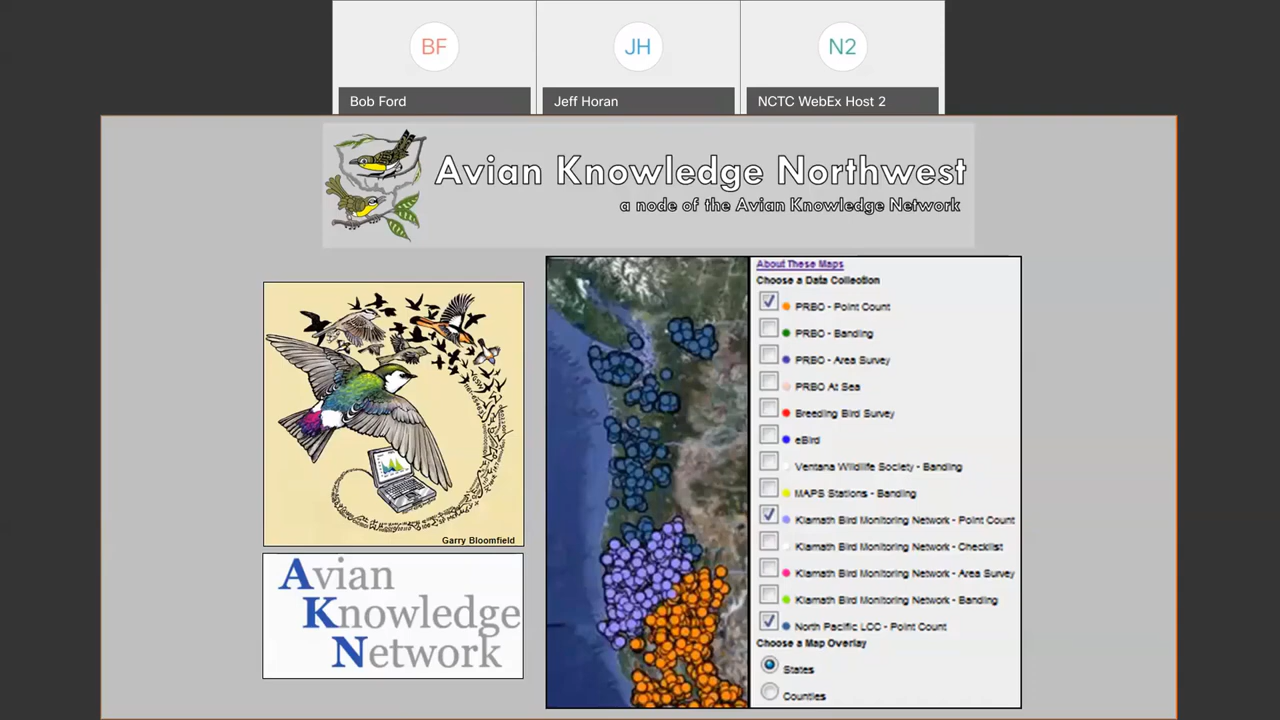 BF
JH
N2
Bob Ford
Jeff Horan
NCTC WebEx Host 2
Avian Knowledge Northwest
a node of the Avian Knowledge Network
Garry Bloomfield
Avian
Knowledge
Network
About These Maps
Choose a Data Collection
PRBO - Point Count
PRBO - Banding
PRBO - Area Survey
PRBO At Sea
Breeding Bird Survey
eBird
Ventana Wildlife Society - Banding
MAPS Stations - Banding
Klamath Bird Monitoring Network - Point Count
Klamath Bird Monitoring Network - Checklist
Klamath Bird Monitoring Network - Area Survey
Klamath Bird Monitoring Network - Banding
North Pacific LCC - Point Count
Choose a Map Overlay
States
Counties